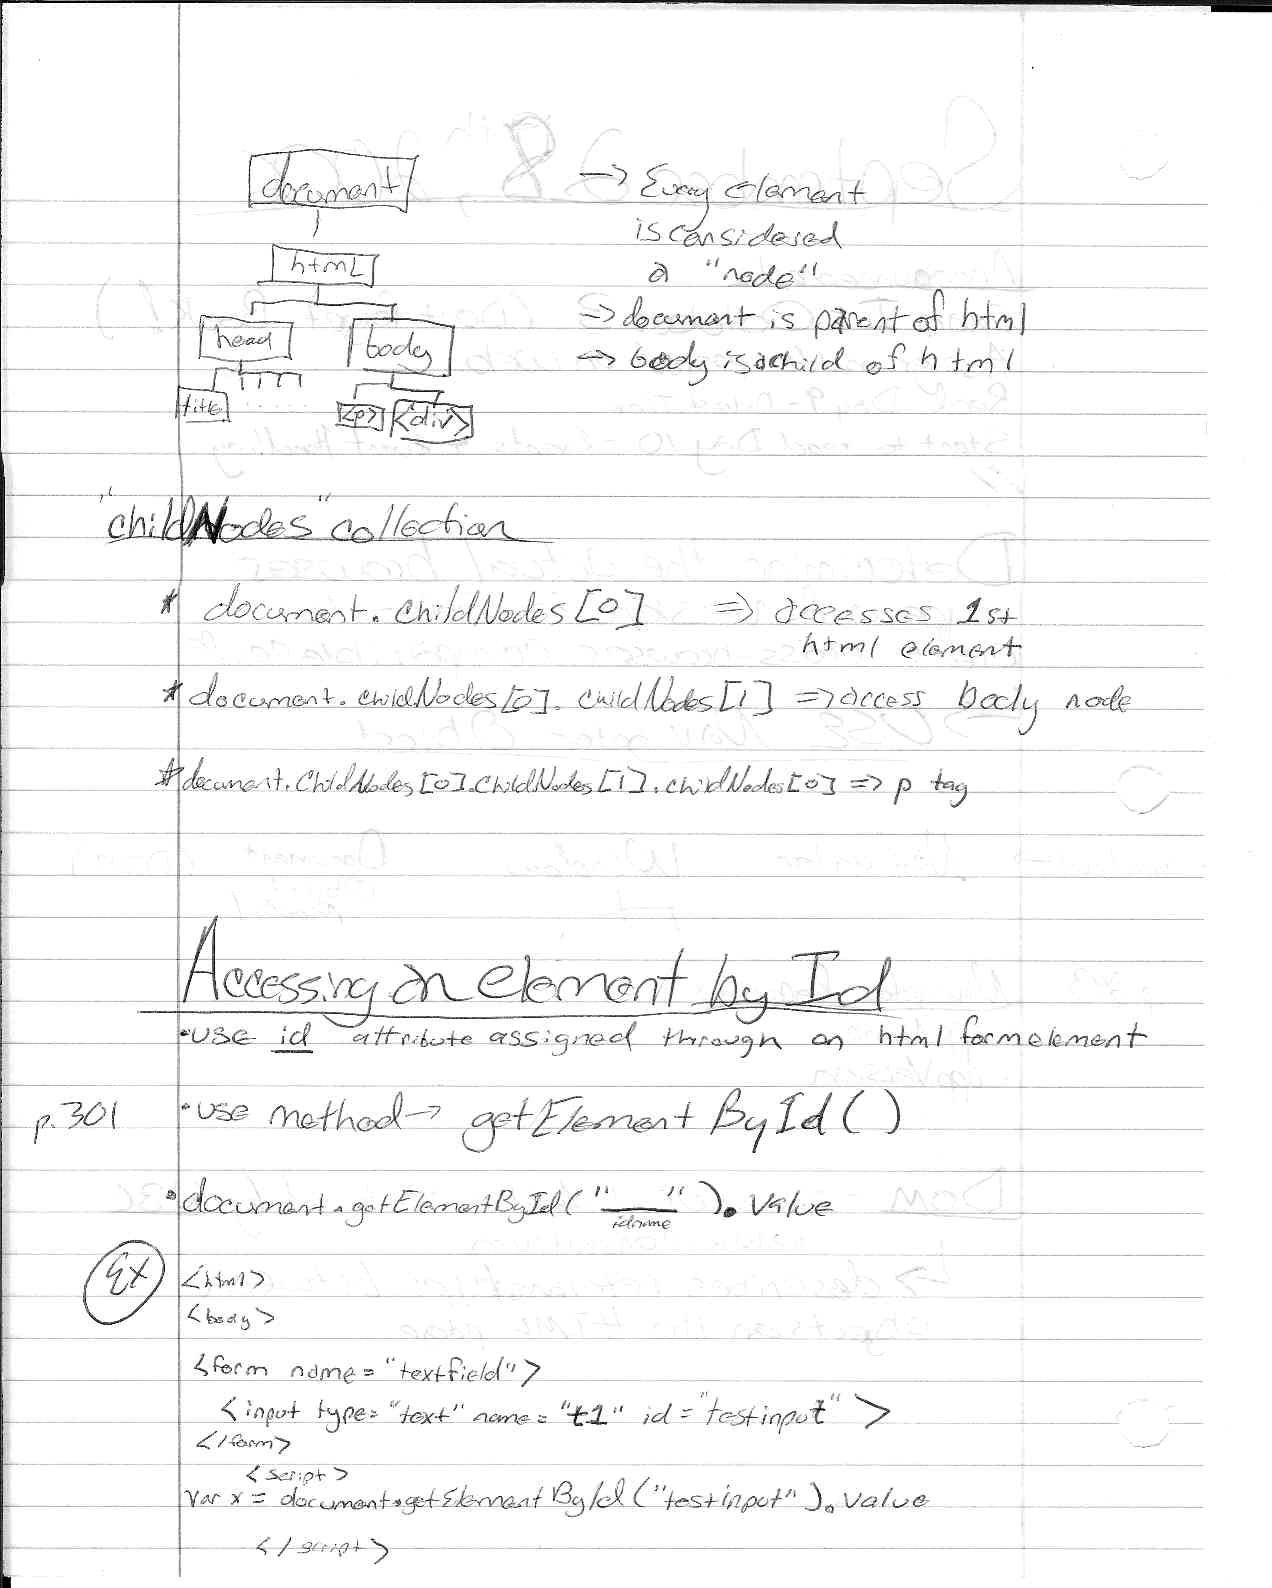 document
html
head
body
title
<p>
<div>
-> Every element
is considered
a "node"
-> document is parent of html
-> body is a child of html
"childNodes" collection
* document.childNodes[0] => accesses 1st
html element
* document.childNodes[0].childNodes[1] => access body node
* document.ChildNodes[0].ChildNodes[1].childNodes[0] => p tag
Accessing an element by Id
• use id attribute assigned through an html form element
p.301 • use method -> getElementById()
• document.getElementById("____").value
idname
Ex <html>
<body>
<form name="textfield">
<input type="text" name="t1" id="testinput">
</form>
<script>
Var x = document.getElementById("testinput").value
</script>